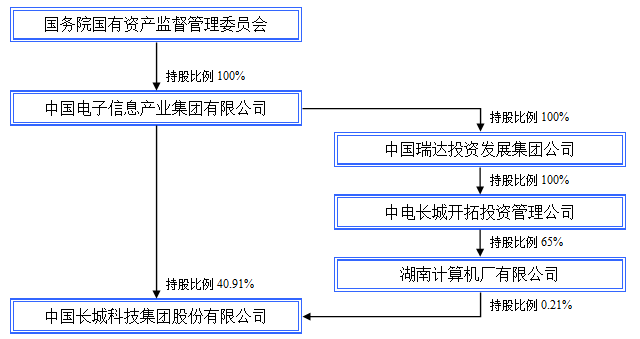 国务院国有资产监督管理委员会
持股比例 100%
中国电子信息产业集团有限公司
持股比例 100%
中国瑞达投资发展集团公司
持股比例 100%
中电长城开拓投资管理公司
持股比例 65%
湖南计算机厂有限公司
持股比例 40.91%
持股比例 0.21%
中国长城科技集团股份有限公司